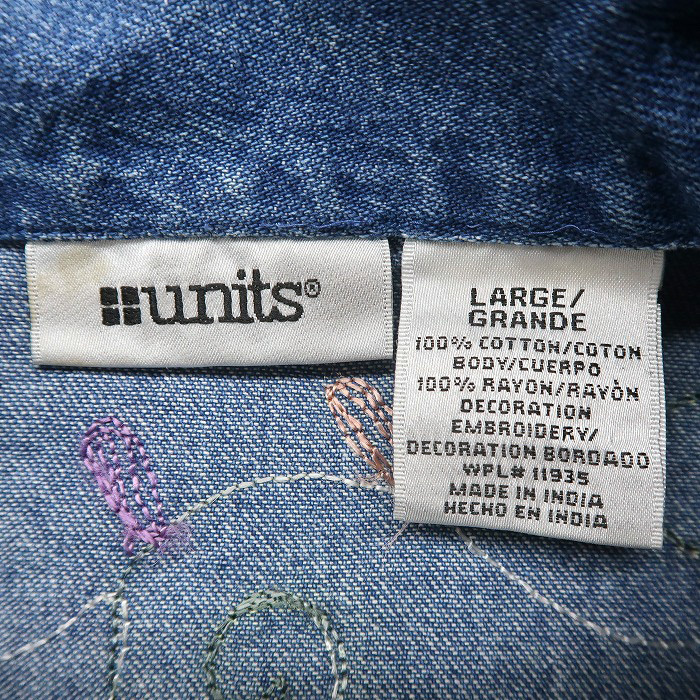 units®
LARGE/
GRANDE
100% COTTON/COTON
BODY/CUERPO
100% RAYON/RAYÒN
DECORATION
EMBROIDERY/
DECORATION BORDADO
WPL# 11935
MADE IN INDIA
HECHO EN INDIA